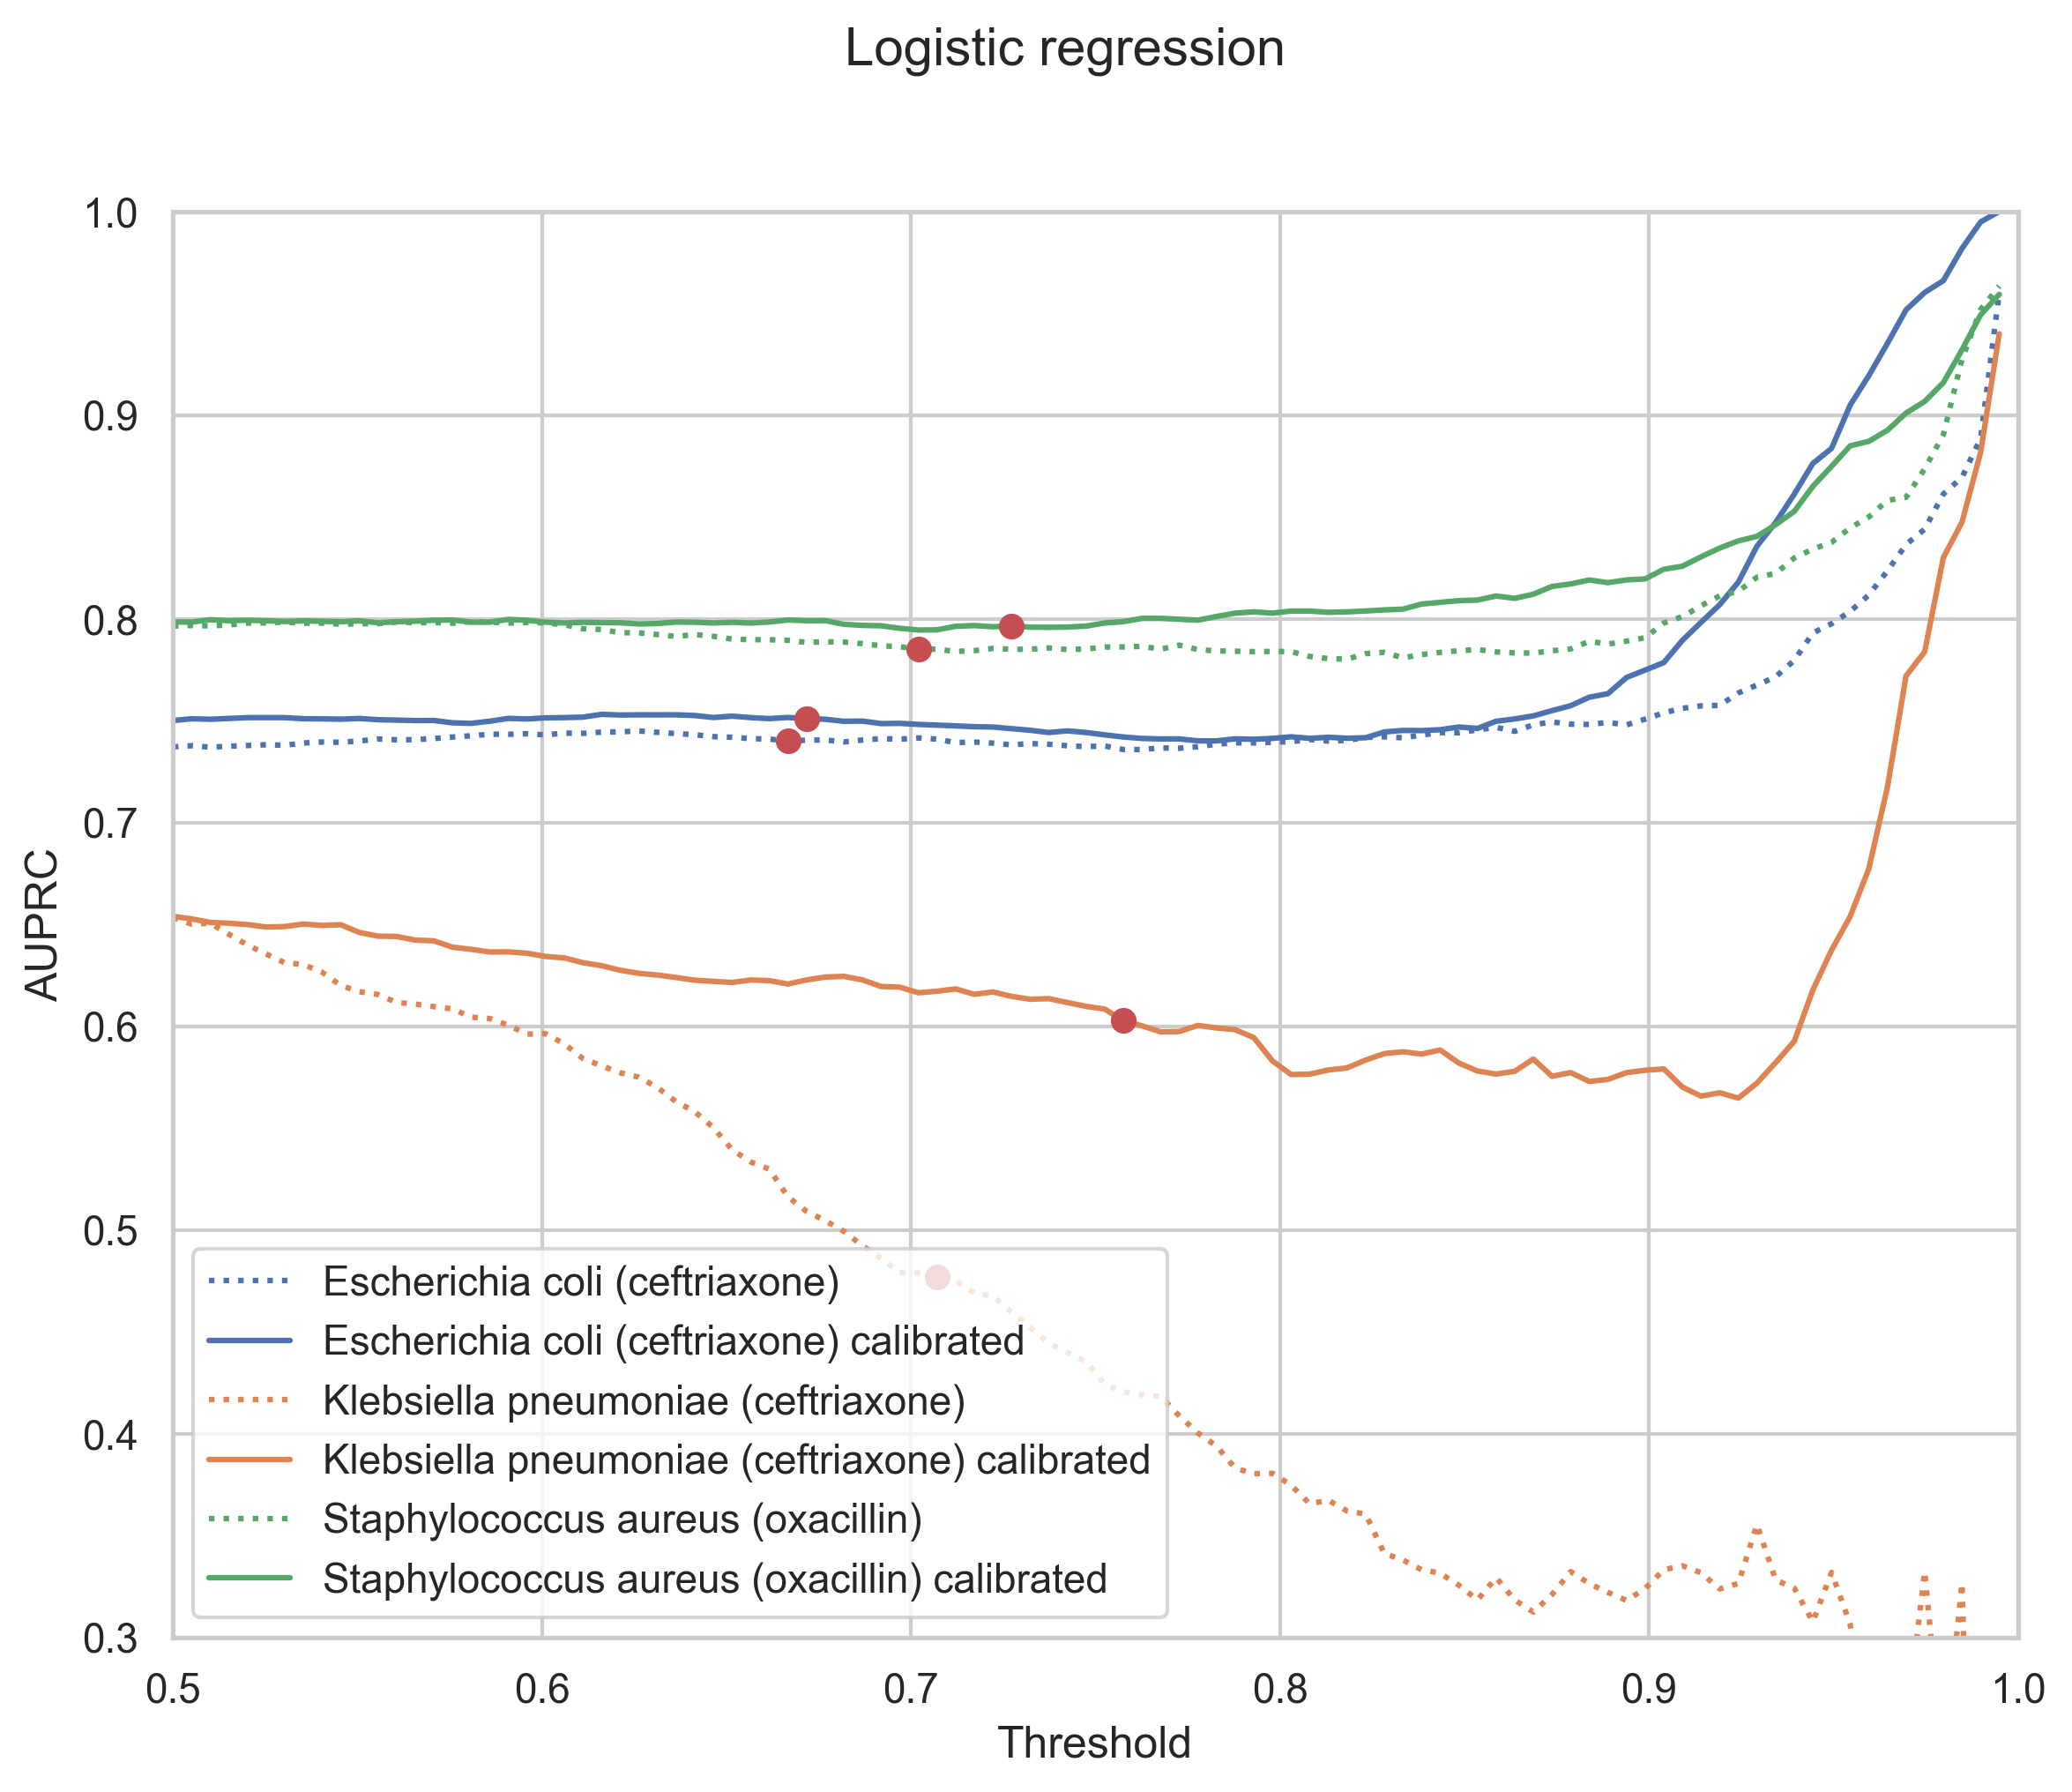 Logistic regression
1.0
0.9
0.8
0.7
0.6
0.5
0.4
0.3
AUPRC
Escherichia coli (ceftriaxone)
Escherichia coli (ceftriaxone) calibrated
Klebsiella pneumoniae (ceftriaxone)
Klebsiella pneumoniae (ceftriaxone) calibrated
Staphylococcus aureus (oxacillin)
Staphylococcus aureus (oxacillin) calibrated
0.5 0.6 0.7 0.8 0.9 1.0
Threshold